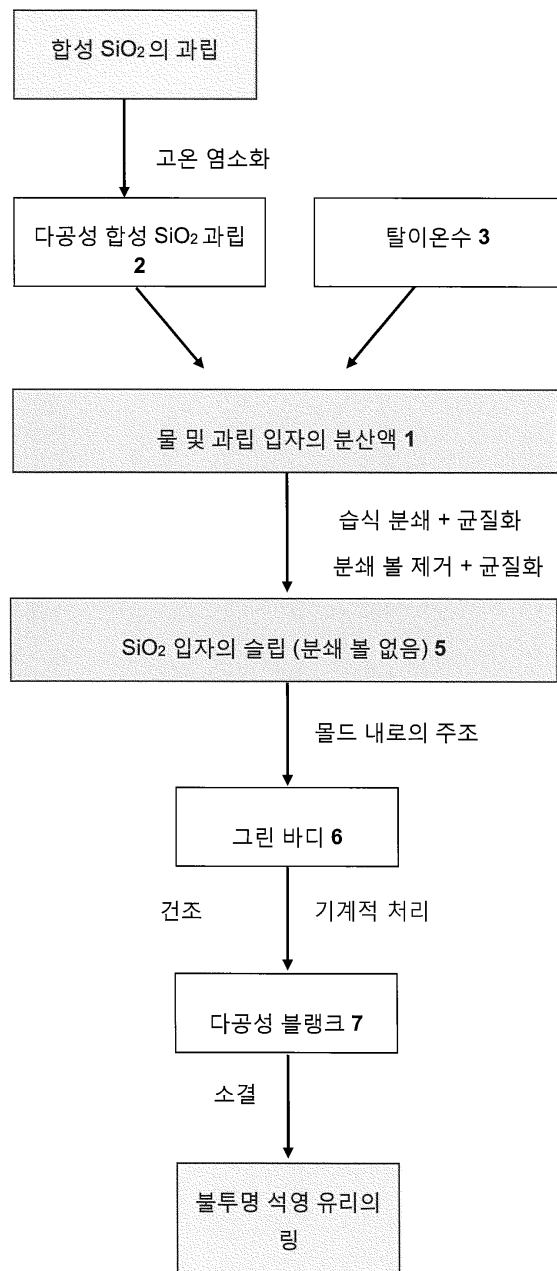 합성 SiO₂의 과립
고온 염소화
다공성 합성 SiO₂ 과립
2
탈이온수 3
물 및 과립 입자의 분산액 1
습식 분쇄 + 균질화
분쇄 볼 제거 + 균질화
SiO₂ 입자의 슬립 (분쇄 볼 없음) 5
몰드 내로의 주조
그린 바디 6
건조
기계적 처리
다공성 블랭크 7
소결
불투명 석영 유리의
링